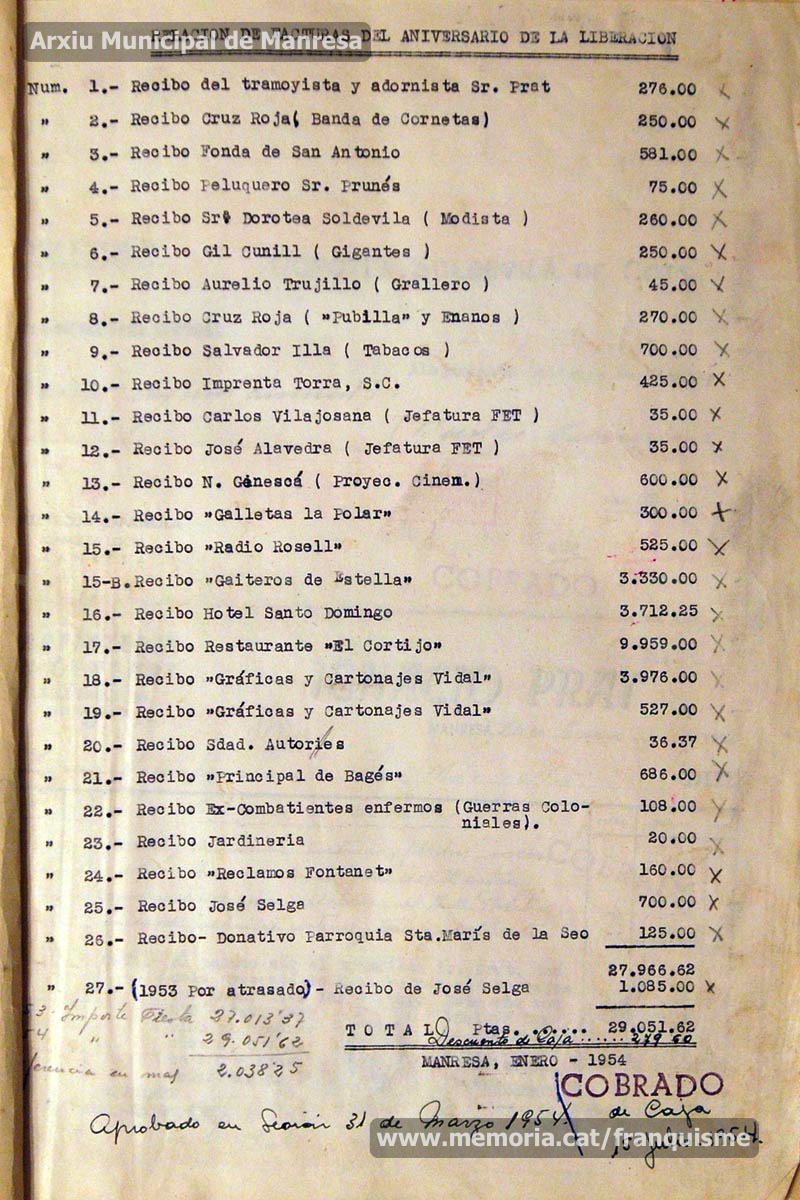 Arxiu Municipal de Manresa
RELACION DE FACTURAS DEL ANIVERSARIO DE LA LIBERACION
Num. 1.- Recibo del tramoyista y adornista Sr. Prat 276.00 X
" 2.- Recibo Cruz Roja( Banda de Cornetas) 250.00 X
" 3.- Recibo Fonda de San Antonio 581.00 X
" 4.- Recibo Peluquero Sr. Prunés 75.00 X
" 5.- Recibo Srª Dorotea Soldevila ( Modista ) 260.00 X
" 6.- Recibo Gil Cunill ( Gigantes ) 250.00 X
" 7.- Recibo Aurelio Trujillo ( Grallero ) 45.00 X
" 8.- Recibo Cruz Roja ( "Pubilla" y Enanos ) 270.00 X
" 9.- Recibo Salvador Illa ( Tabacos ) 700.00 X
" 10.- Recibo Imprenta Torra, S.C. 425.00 X
" 11.- Recibo Carlos Vilajosana ( Jefatura FET ) 35.00 X
" 12.- Recibo José Alavedra ( Jefatura FET ) 35.00 X
" 13.- Recibo N. Ginescá ( Proyec. Cinem.) 600.00 X
" 14.- Recibo "Galletas la Polar" 300.00 X
" 15.- Recibo "Radio Rosell" 525.00 X
" 15-B. Recibo "Gaiteros de Estella" 3.330.00 X
" 16.- Recibo Hotel Santo Domingo 3.712.25 X
" 17.- Recibo Restaurante "El Cortijo" 9.959.00 X
" 18.- Recibo "Gráficas y Cartonajes Vidal" 3.976.00 X
" 19.- Recibo "Gráficas y Cartonajes Vidal" 527.00 X
" 20.- Recibo Sdad. Autories 36.37 X
" 21.- Recibo "Principal de Bagés" 686.00 X
" 22.- Recibo Ex-Combatientes enfermos (Guerras Colo- 108.00 X
niales).
" 23.- Recibo Jardineria 20.00 X
" 24.- Recibo "Reclamos Fontanet" 160.00 X
" 25.- Recibo José Selga 700.00 X
" 26.- Recibo- Donativo Parroquia Sta.Marís de la Seo 125.00 X
27.966.62
" 27.- (1953 Por atrasado)- Recibo de José Selga 1.085.00 X
Importe Fiesta 27.013'37
" " 29.051'62
en mas 2.038'25
T O T A L Ptas. ...... 29.051.62
Descuento de Caja ...... 279 60
MANRESA, ENERO - 1954
COBRADO
de Caja
Aprobado en Sesión 31 de Marzo 1954
15 julio 1954.
www.memoria.cat/franquisme